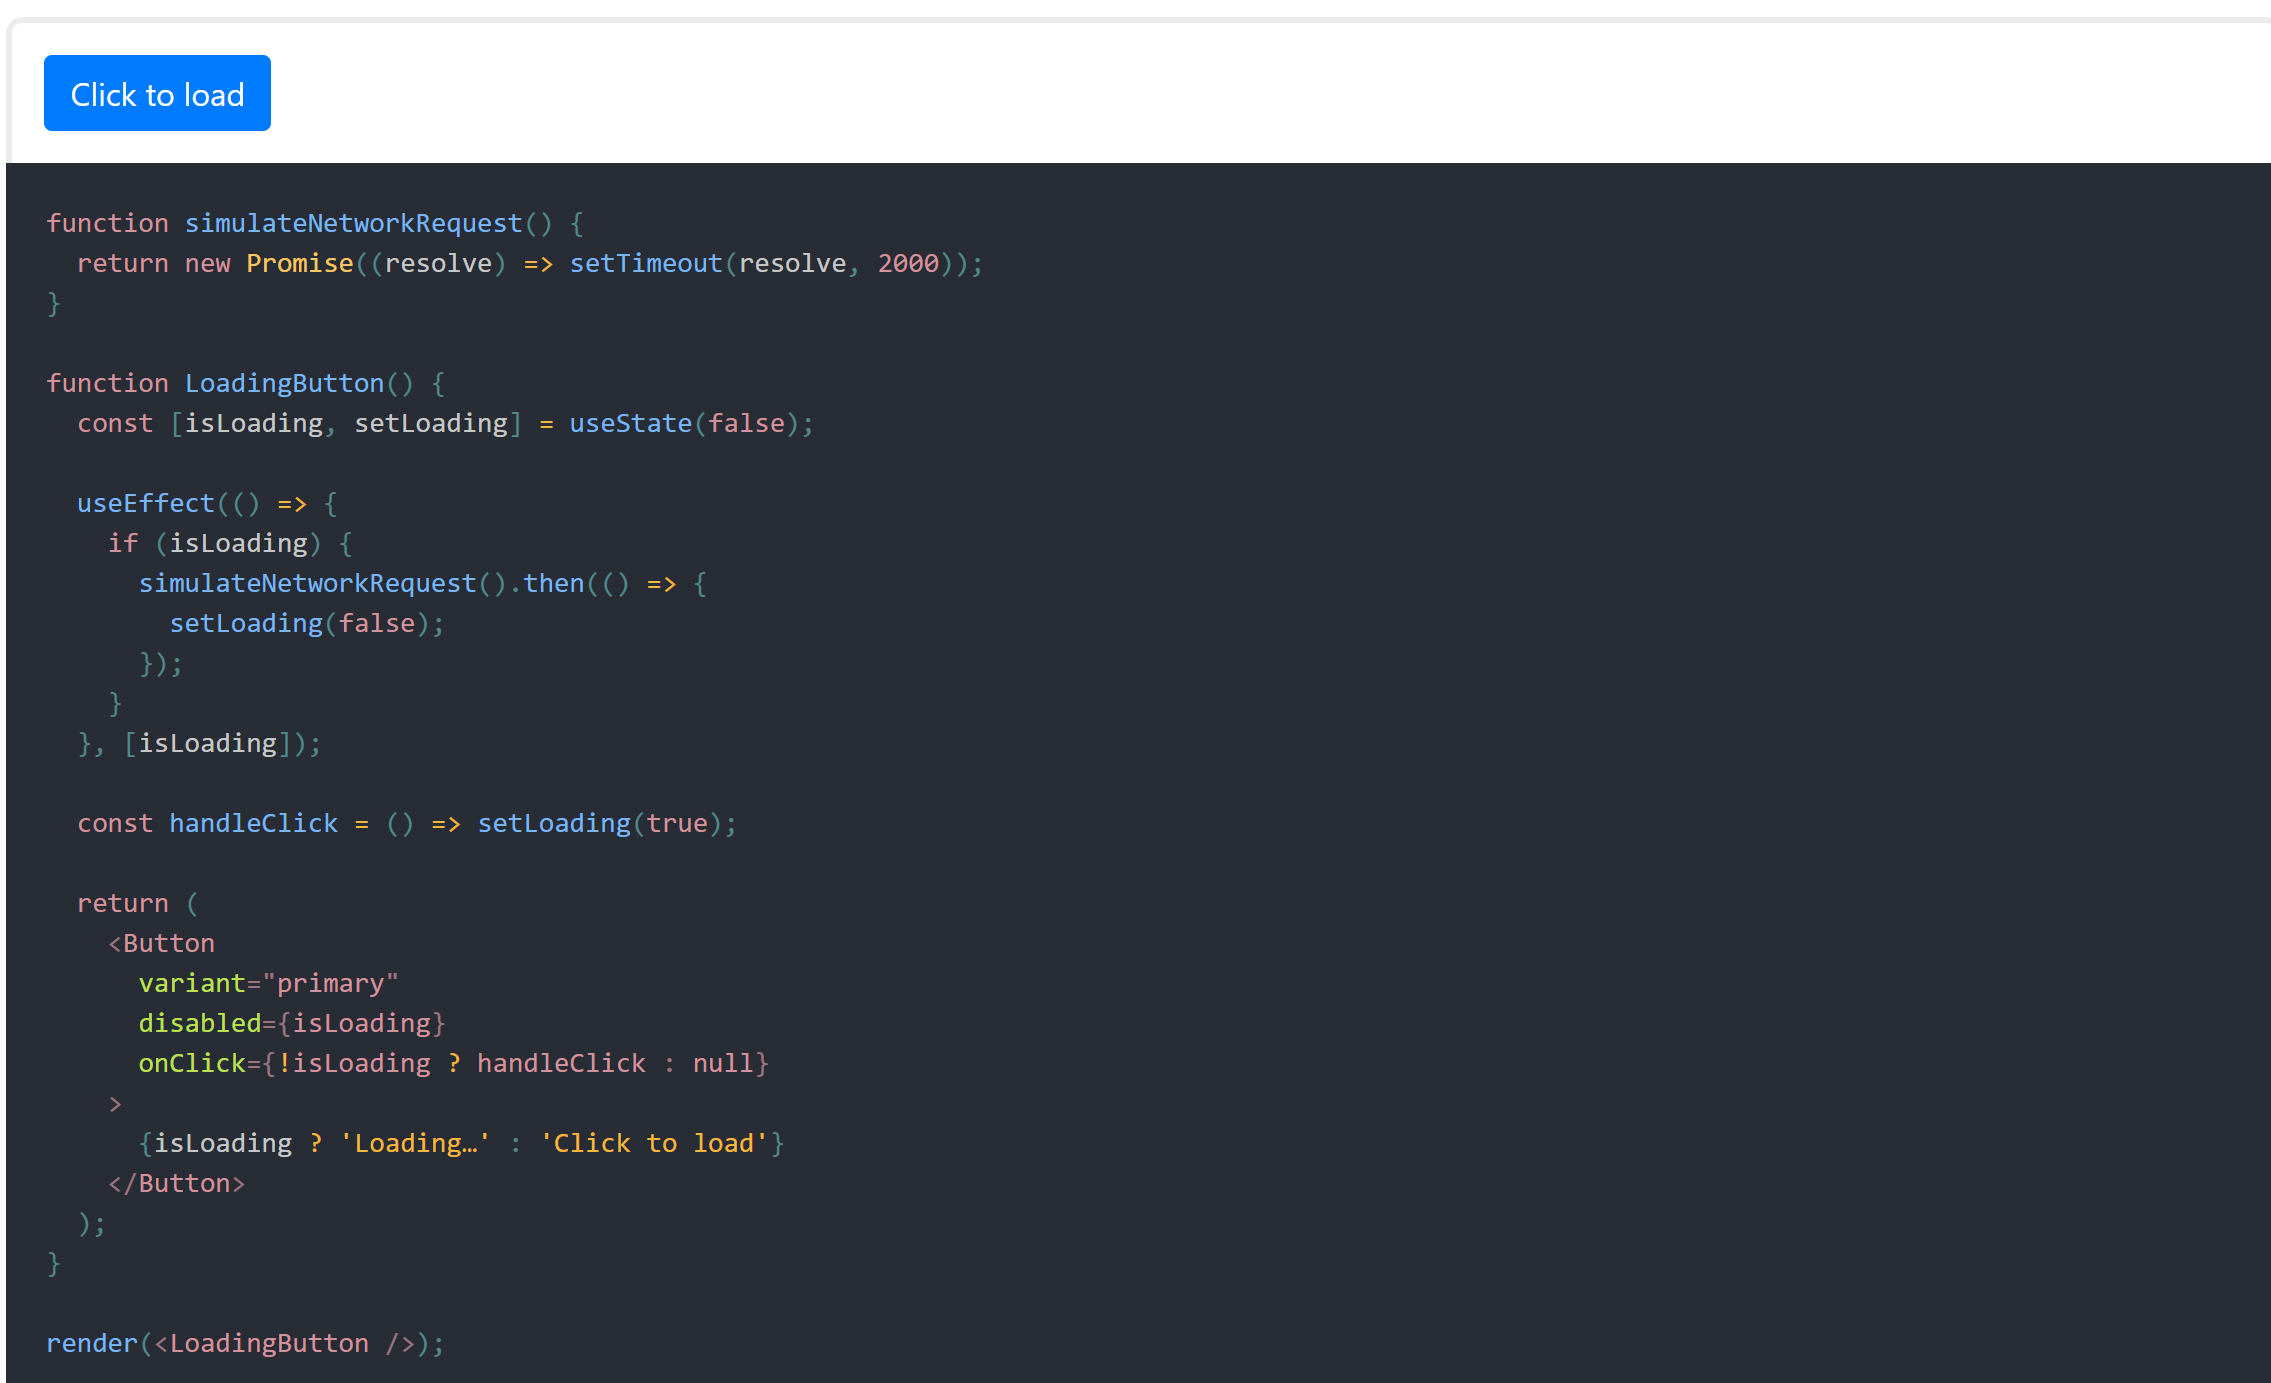 Click to load
function simulateNetworkRequest() {
  return new Promise((resolve) => setTimeout(resolve, 2000));
}
function LoadingButton() {
  const [isLoading, setLoading] = useState(false);
  useEffect(() => {
    if (isLoading) {
      simulateNetworkRequest().then(() => {
        setLoading(false);
      });
    }
  }, [isLoading]);
  const handleClick = () => setLoading(true);
  return (
    <Button
      variant="primary"
      disabled={isLoading}
      onClick={!isLoading ? handleClick : null}
    >
      {isLoading ? 'Loading…' : 'Click to load'}
    </Button>
  );
}
render(<LoadingButton />);